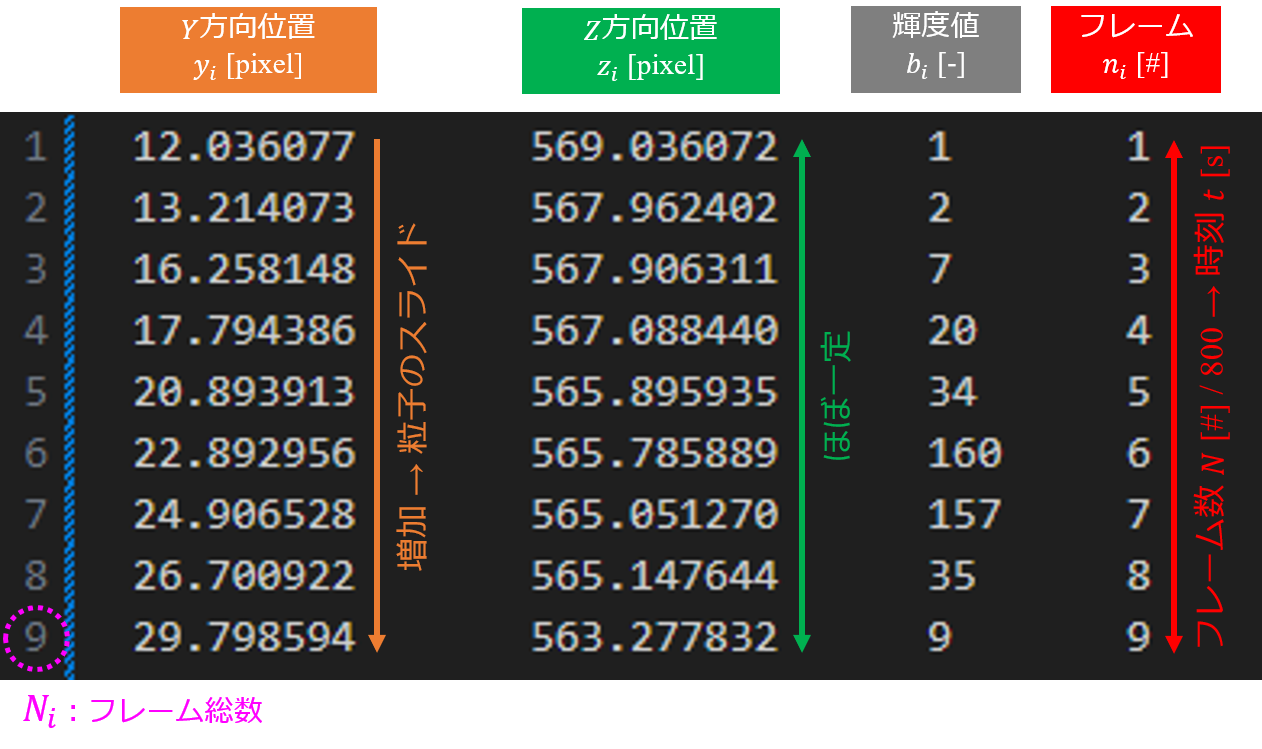 Y方向位置
y_i [pixel]
Z方向位置
z_i [pixel]
輝度値
b_i [-]
フレーム
n_i [#]
1 12.036077 569.036072 1 1
2 13.214073 567.962402 2 2
3 16.258148 567.906311 7 3
4 17.794386 567.088440 20 4
5 20.893913 565.895935 34 5
6 22.892956 565.785889 160 6
7 24.906528 565.051270 157 7
8 26.700922 565.147644 35 8
9 29.798594 563.277832 9 9
増加 → 粒子のスライド
ほぼ一定
フレーム数 N [#] / 800 → 時刻 t [s]
N_i : フレーム総数